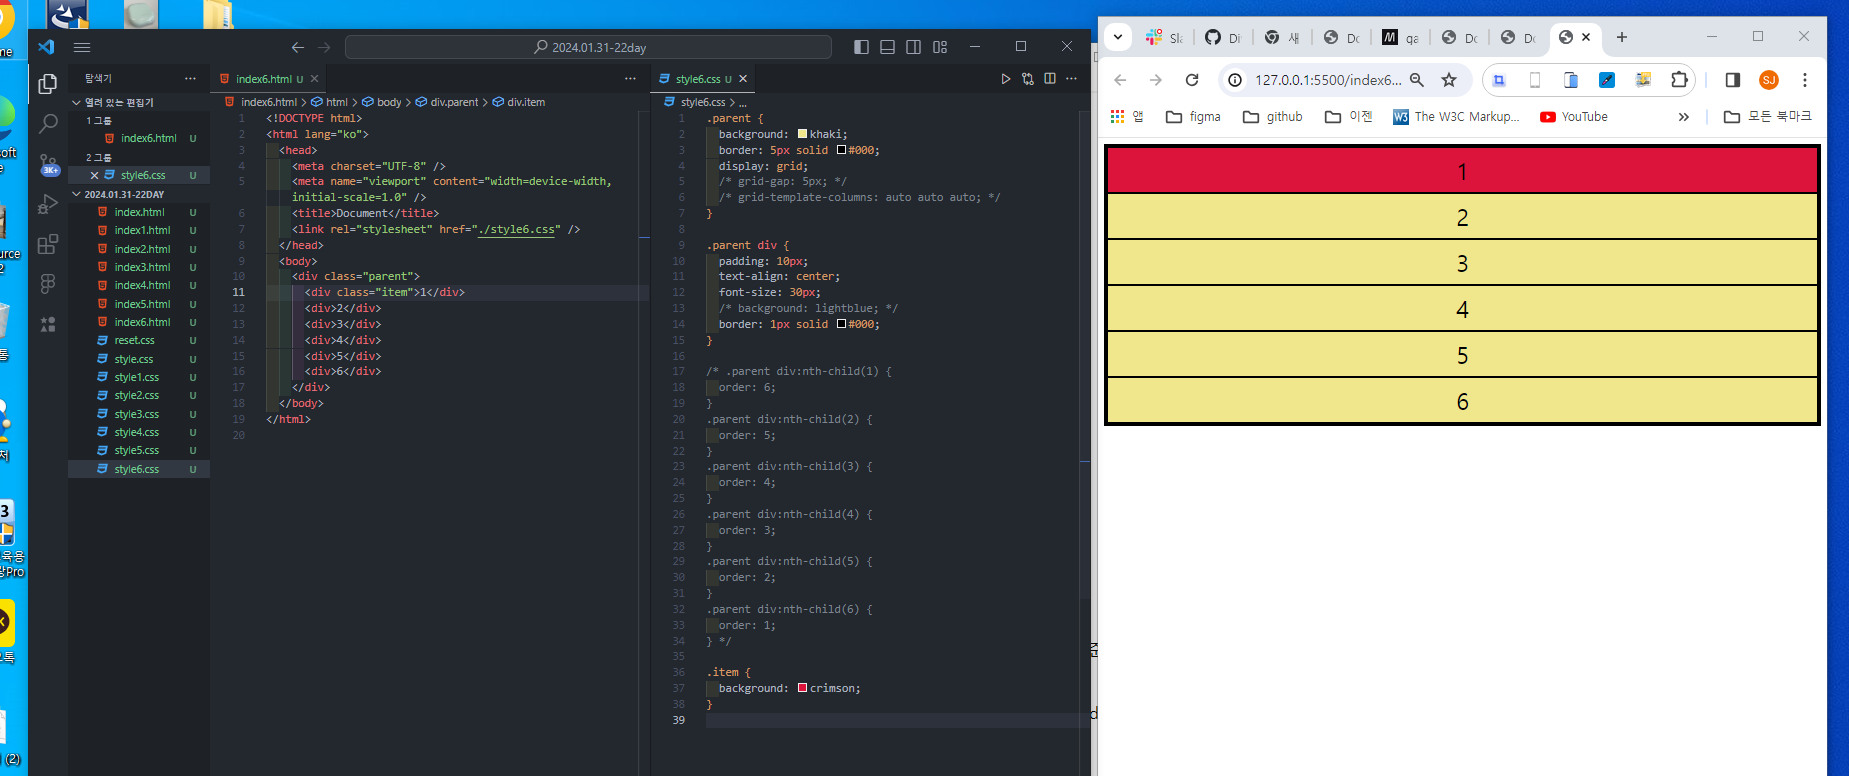 2024.01.31-22day
탐색기
열려 있는 편집기
1 그룹
index6.html U
2 그룹
style6.css U
3K+
2024.01.31-22DAY
index.html U
index1.html U
index2.html U
index3.html U
index4.html U
index5.html U
index6.html U
reset.css U
style.css U
style1.css U
style2.css U
style3.css U
style4.css U
style5.css U
style6.css U
index6.html U
index6.html > html > body > div.parent > div.item
1 <!DOCTYPE html>
2 <html lang="ko">
3 <head>
4 <meta charset="UTF-8" />
5 <meta name="viewport" content="width=device-width,
initial-scale=1.0" />
6 <title>Document</title>
7 <link rel="stylesheet" href="./style6.css" />
8 </head>
9 <body>
10 <div class="parent">
11 <div class="item">1</div>
12 <div>2</div>
13 <div>3</div>
14 <div>4</div>
15 <div>5</div>
16 <div>6</div>
17 </div>
18 </body>
19 </html>
20
style6.css U
style6.css > ...
1 .parent {
2 background: khaki;
3 border: 5px solid #000;
4 display: grid;
5 /* grid-gap: 5px; */
6 /* grid-template-columns: auto auto auto; */
7 }
8
9 .parent div {
10 padding: 10px;
11 text-align: center;
12 font-size: 30px;
13 /* background: lightblue; */
14 border: 1px solid #000;
15 }
16
17 /* .parent div:nth-child(1) {
18 order: 6;
19 }
20 .parent div:nth-child(2) {
21 order: 5;
22 }
23 .parent div:nth-child(3) {
24 order: 4;
25 }
26 .parent div:nth-child(4) {
27 order: 3;
28 }
29 .parent div:nth-child(5) {
30 order: 2;
31 }
32 .parent div:nth-child(6) {
33 order: 1;
34 } */
35
36 .item {
37 background: crimson;
38 }
39
Sla Di 새 Do qa Do Do
127.0.0.1:5500/index6...
SJ
앱 figma github 이젠 W3 The W3C Markup... YouTube » 모든 북마크
1
2
3
4
5
6